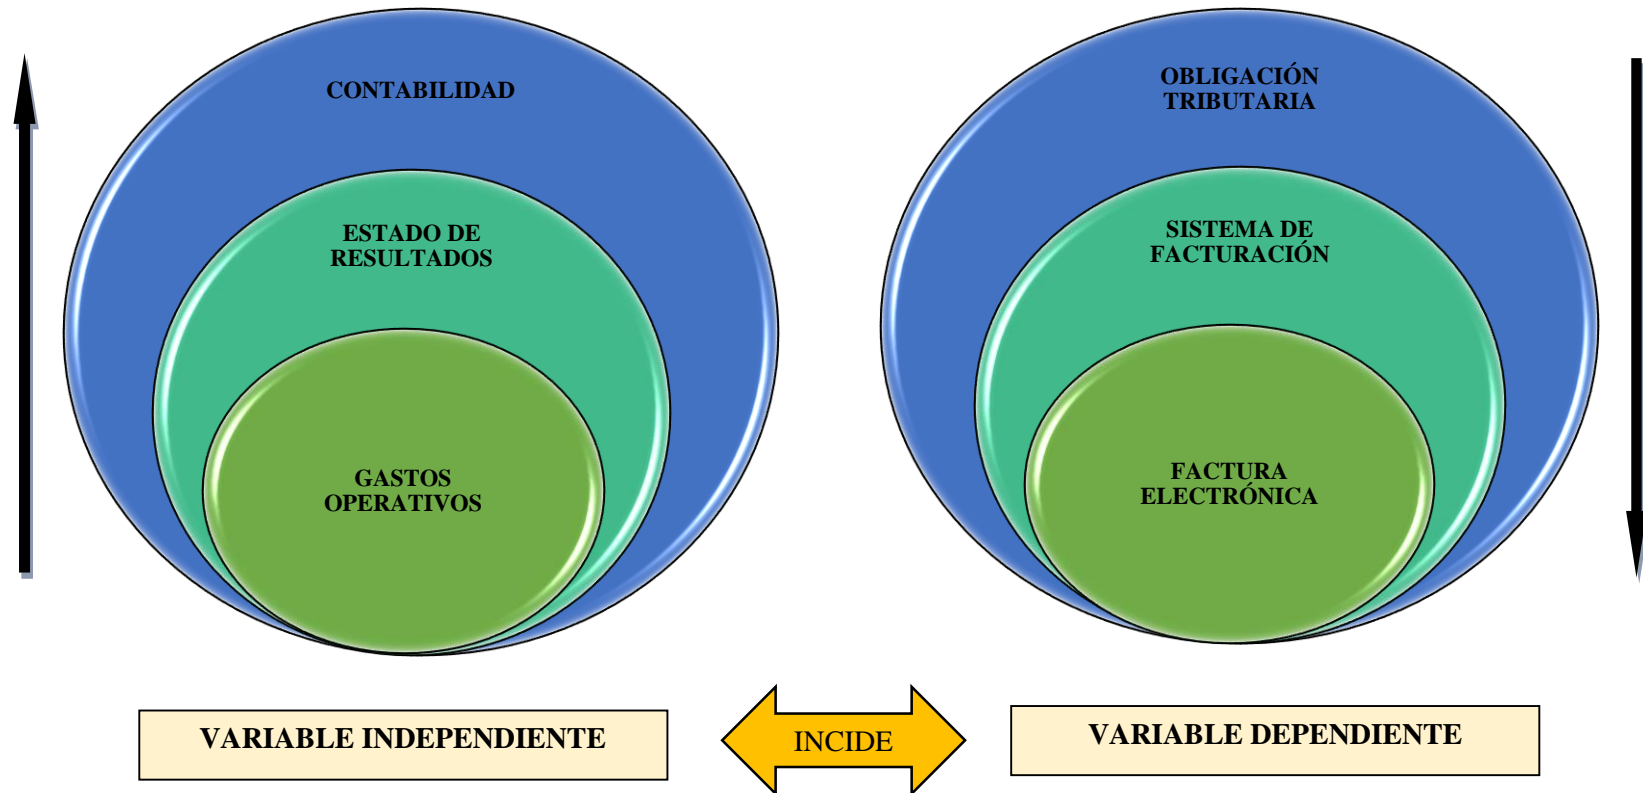 CONTABILIDAD
ESTADO DE
RESULTADOS
GASTOS
OPERATIVOS
OBLIGACIÓN
TRIBUTARIA
SISTEMA DE
FACTURACIÓN
FACTURA
ELECTRÓNICA
VARIABLE INDEPENDIENTE
INCIDE
VARIABLE DEPENDIENTE